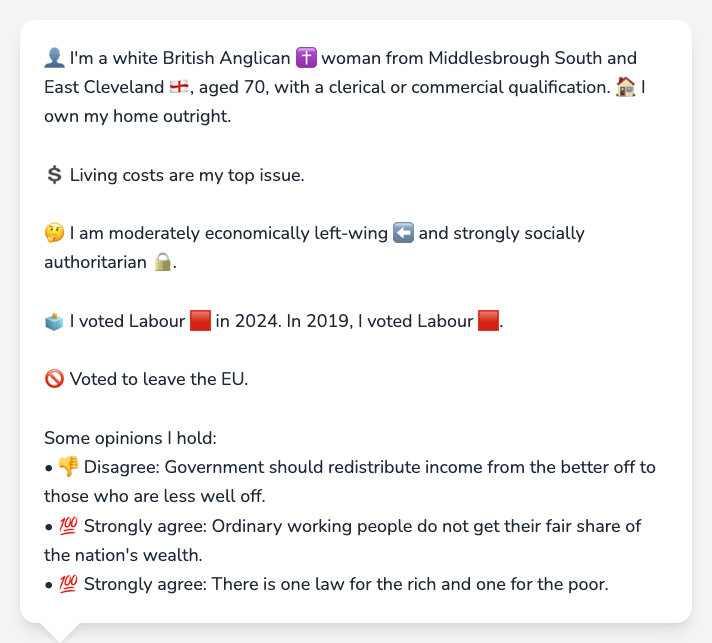 👤 I'm a white British Anglican ✝️ woman from Middlesbrough South and
East Cleveland 🏴󠁧󠁢󠁥󠁮󠁧󠁿, aged 70, with a clerical or commercial qualification. 🏠 I
own my home outright.
💲 Living costs are my top issue.
🤔 I am moderately economically left-wing ⬅️ and strongly socially
authoritarian 🔒.
🗳️ I voted Labour 🟥 in 2024. In 2019, I voted Labour 🟥.
🚫 Voted to leave the EU.
Some opinions I hold:
• 👎 Disagree: Government should redistribute income from the better off to
those who are less well off.
• 💯 Strongly agree: Ordinary working people do not get their fair share of
the nation's wealth.
• 💯 Strongly agree: There is one law for the rich and one for the poor.